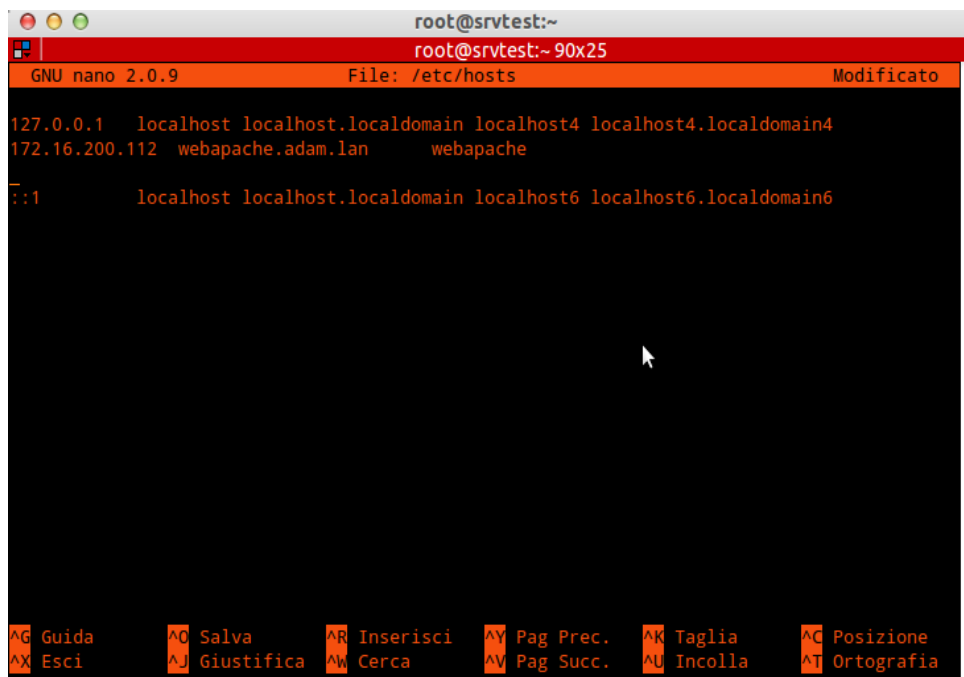 root@srvtest:~
root@srvtest:~ 90x25
GNU nano 2.0.9 File: /etc/hosts Modificato
127.0.0.1 localhost localhost.localdomain localhost4 localhost4.localdomain4
172.16.200.112 webapache.adam.lan webapache
::1 localhost localhost.localdomain localhost6 localhost6.localdomain6
^G Guida ^O Salva ^R Inserisci ^Y Pag Prec. ^K Taglia ^C Posizione
^X Esci ^J Giustifica ^W Cerca ^V Pag Succ. ^U Incolla ^T Ortografia